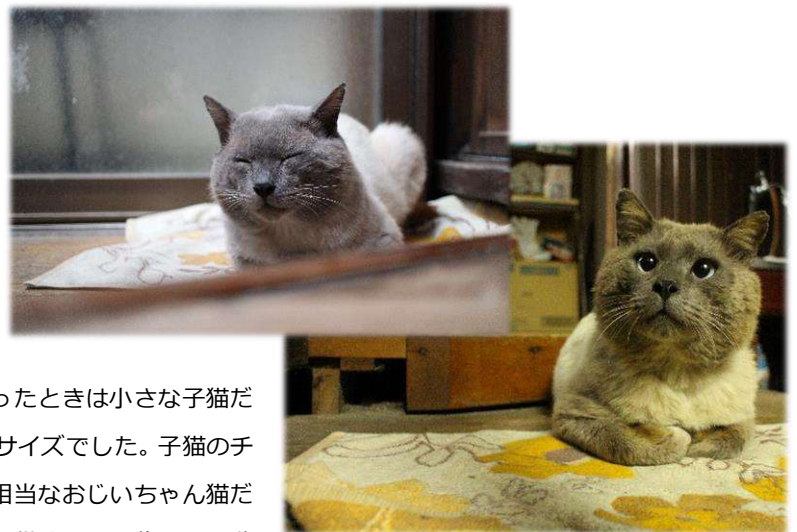 ったときは小さな子猫だ
サイズでした。子猫のチ
相当なおじいちゃん猫だ